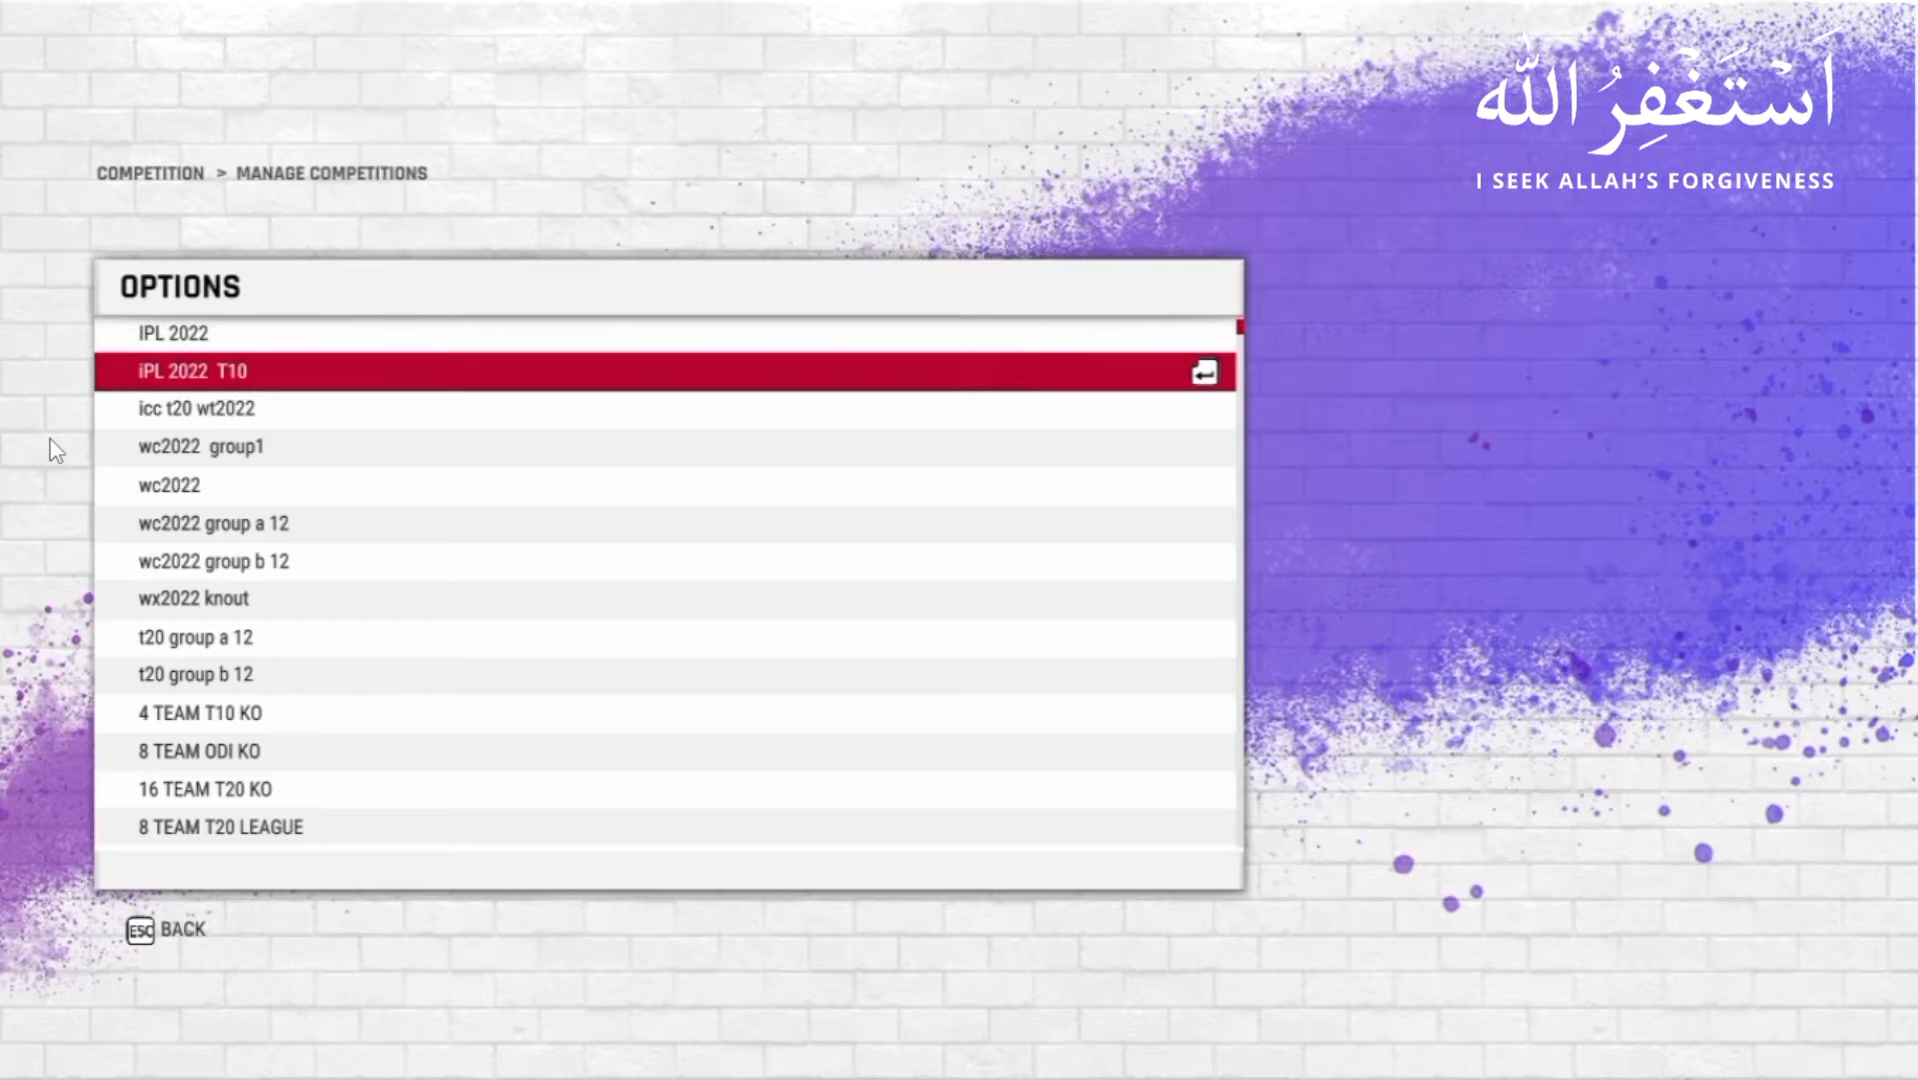 اَسْتَغْفِرُ اللّٰه
I SEEK ALLAH’S FORGIVENESS
COMPETITION > MANAGE COMPETITIONS
OPTIONS
IPL 2022
iPL 2022  T10
icc t20 wt2022
wc2022  group1
wc2022
wc2022 group a 12
wc2022 group b 12
wx2022 knout
t20 group a 12
t20 group b 12
4 TEAM T10 KO
8 TEAM ODI KO
16 TEAM T20 KO
8 TEAM T20 LEAGUE
ESC BACK